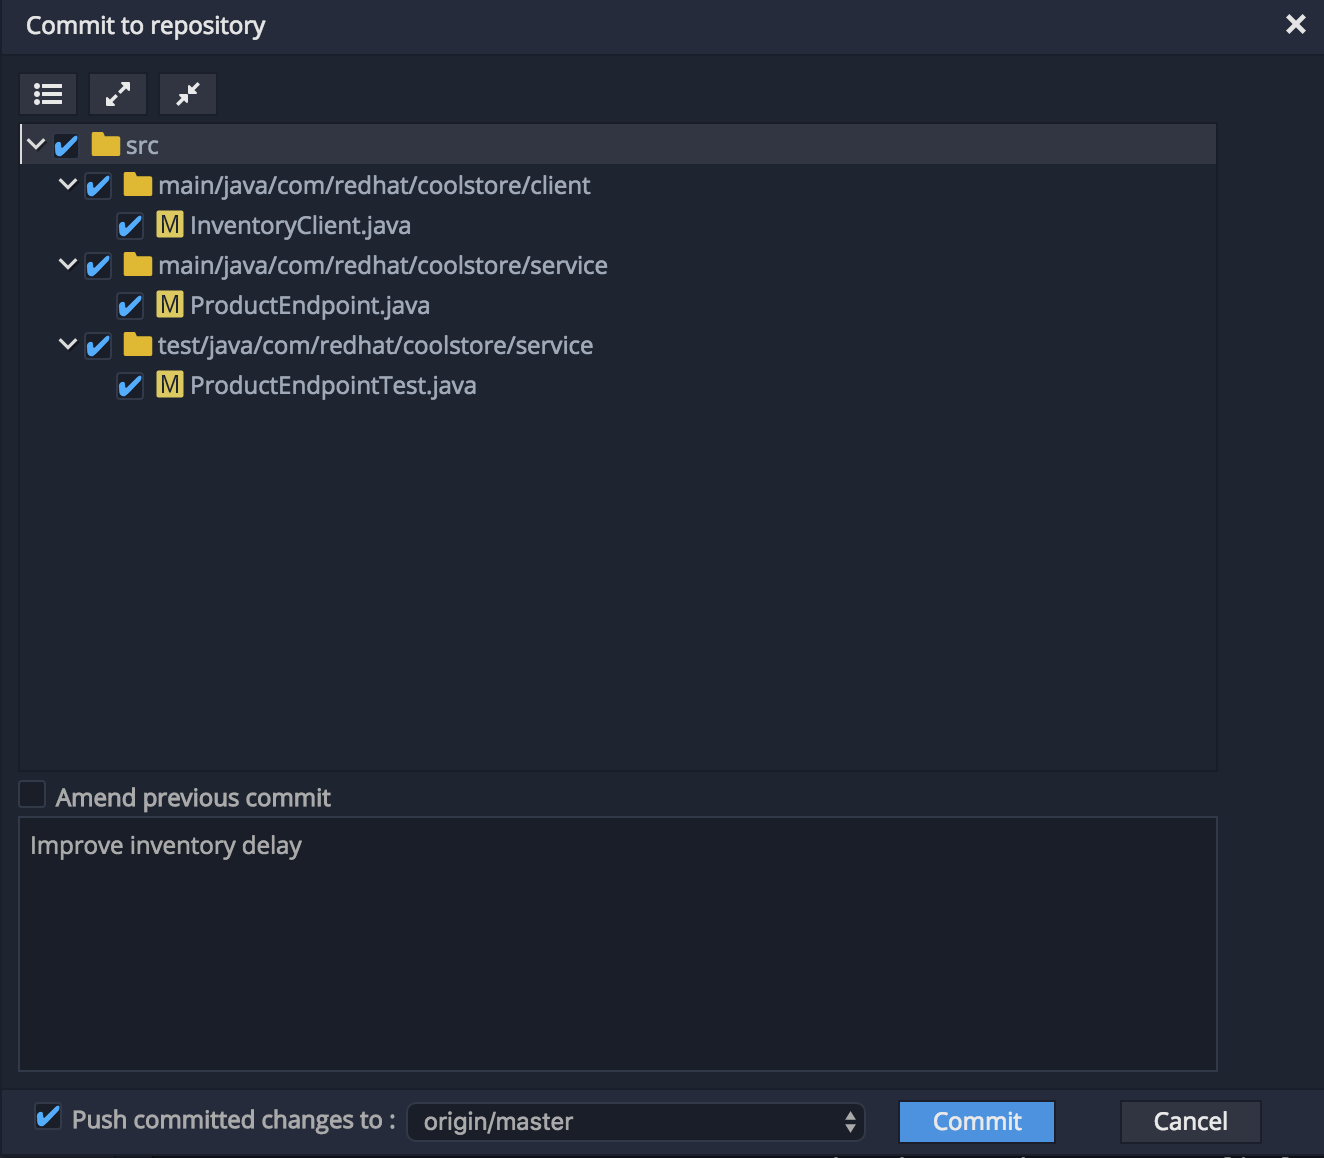 Commit to repository
src
main/java/com/redhat/coolstore/client
M InventoryClient.java
main/java/com/redhat/coolstore/service
M ProductEndpoint.java
test/java/com/redhat/coolstore/service
M ProductEndpointTest.java
Amend previous commit
Improve inventory delay
Push committed changes to : origin/master Commit Cancel